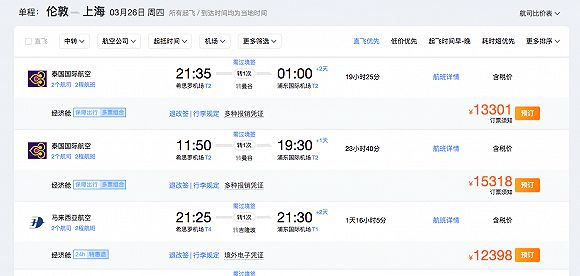 单程： 伦敦 — 上海 03月26日 周四 所有起飞 / 到达时间均为当地时间 航司比价表
直飞 中转 航空公司 起抵时间 机场 更多筛选 直飞优先 低价优先 起飞时间早-晚 耗时短优先 更多排序
需过境签
泰国国际航空 21:35 转1次 01:00 +2天 19小时25分 航班详情 含税价
2个航司 2程航班 希思罗机场 T2 曼谷 浦东国际机场 T2
经济舱 保障出行 多票组合 退改签 | 行李规定 多种报销凭证 ¥13301 预订
订票须知
需过境签
泰国国际航空 11:50 转1次 19:30 +1天 23小时40分 航班详情 含税价
2个航司 2程航班 希思罗机场 T2 曼谷 浦东国际机场 T2
经济舱 保障出行 多票组合 退改签 | 行李规定 多种报销凭证 ¥15318 预订
订票须知
需过境签
马来西亚航空 21:25 转1次 21:30 +2天 1天16小时5分 航班详情 含税价
2个航司 2程航班 希思罗机场 T4 吉隆坡 浦东国际机场 T1
经济舱 24h 特惠选 退改签 | 行李规定 境外电子凭证 ¥12398 预订
需过境签